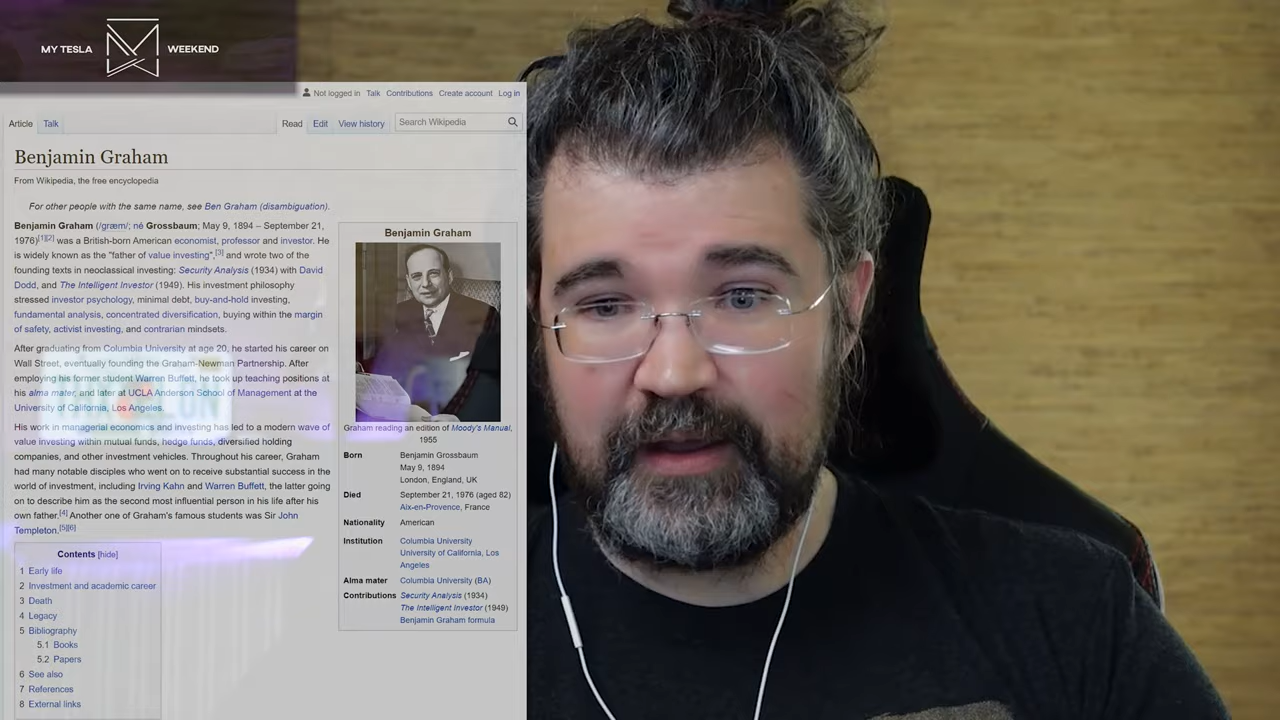 MY TESLA WEEKEND
Not logged in Talk Contributions Create account Log in
Article Talk Read Edit View history Search Wikipedia
Benjamin Graham
From Wikipedia, the free encyclopedia
For other people with the same name, see Ben Graham (disambiguation).
Benjamin Graham (/ɡræm/; né Grossbaum; May 9, 1894 – September 21,
1976)[1][2] was a British-born American economist, professor and investor. He
is widely known as the "father of value investing",[3] and wrote two of the
founding texts in neoclassical investing: Security Analysis (1934) with David
Dodd, and The Intelligent Investor (1949). His investment philosophy
stressed investor psychology, minimal debt, buy-and-hold investing,
fundamental analysis, concentrated diversification, buying within the margin
of safety, activist investing, and contrarian mindsets.
After graduating from Columbia University at age 20, he started his career on
Wall Street, eventually founding the Graham-Newman Partnership. After
employing his former student Warren Buffett, he took up teaching positions at
his alma mater, and later at UCLA Anderson School of Management at the
University of California, Los Angeles.
His work in managerial economics and investing has led to a modern wave of
value investing within mutual funds, hedge funds, diversified holding
companies, and other investment vehicles. Throughout his career, Graham
had many notable disciples who went on to receive substantial success in the
world of investment, including Irving Kahn and Warren Buffett, the latter going
on to describe him as the second most influential person in his life after his
own father.[4] Another one of Graham's famous students was Sir John
Templeton.[5][6]
Benjamin Graham
Graham reading an edition of Moody's Manual,
1955
Born Benjamin Grossbaum
May 9, 1894
London, England, UK
Died September 21, 1976 (aged 82)
Aix-en-Provence, France
Nationality American
Institution Columbia University
University of California, Los
Angeles
Alma mater Columbia University (BA)
Contributions Security Analysis (1934)
The Intelligent Investor (1949)
Benjamin Graham formula
Contents [hide]
1 Early life
2 Investment and academic career
3 Death
4 Legacy
5 Bibliography
5.1 Books
5.2 Papers
6 See also
7 References
8 External links